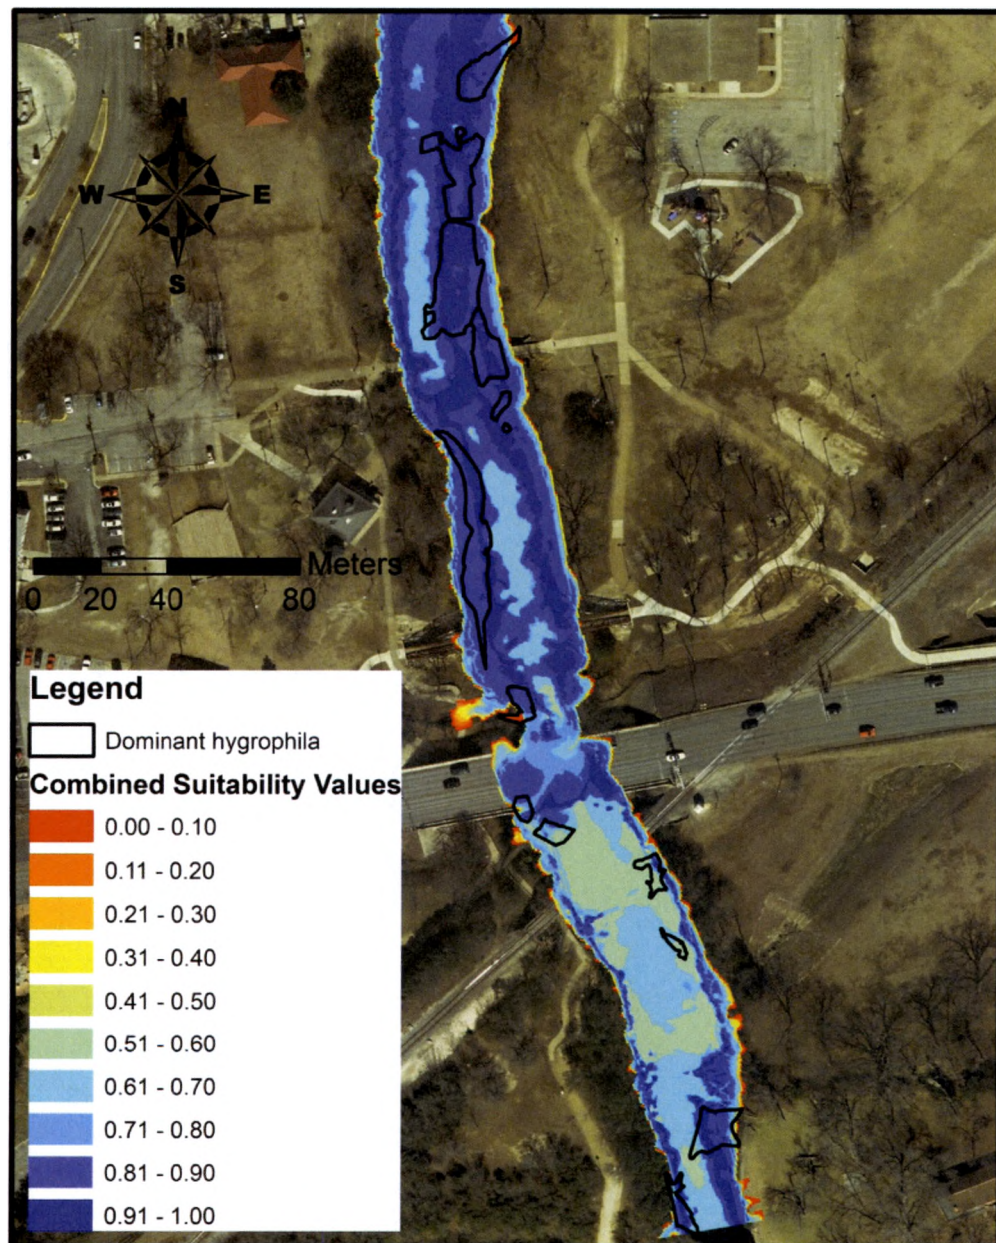 N
W E
S
Meters
0 20 40 80
Legend
Dominant hygrophila
Combined Suitability Values
0.00 - 0.10
0.11 - 0.20
0.21 - 0.30
0.31 - 0.40
0.41 - 0.50
0.51 - 0.60
0.61 - 0.70
0.71 - 0.80
0.81 - 0.90
0.91 - 1.00